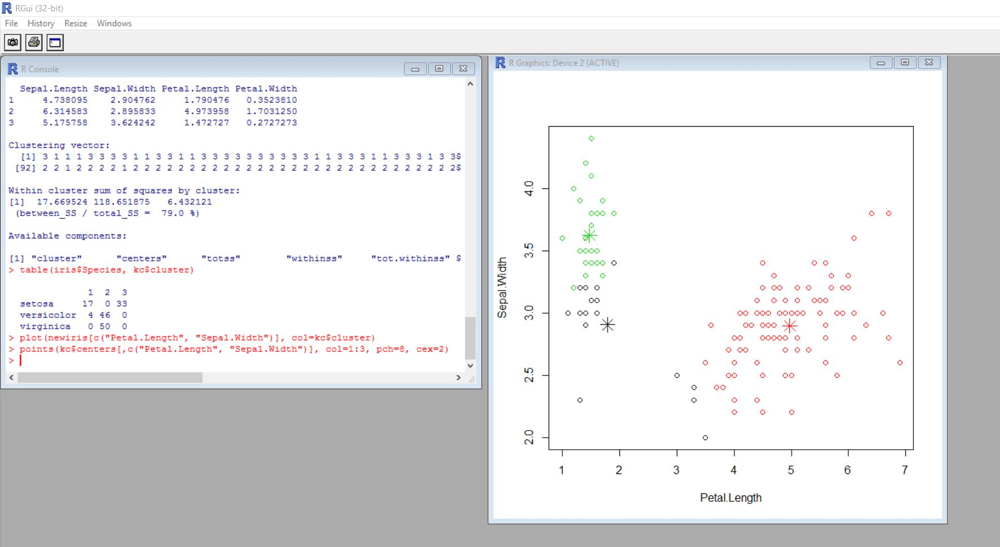 RGui (32-bit)
File History Resize Windows
R Console
Sepal.Length Sepal.Width Petal.Length Petal.Width
1 4.738095 2.904762 1.790476 0.3523810
2 6.314583 2.895833 4.973958 1.7031250
3 5.175758 3.624242 1.472727 0.2727273
Clustering vector:
[1] 3 1 1 1 3 3 3 3 1 1 3 3 1 1 3 3 3 3 3 3 3 3 3 3 1 1 3 3 3 1 1 3 3 3 1 3 3$
[92] 2 2 1 2 2 2 2 1 2 2 2 2 2 2 2 2 2 2 2 2 2 2 2 2 2 2 2 2 2 2 2 2 2 2 2 2 2$
Within cluster sum of squares by cluster:
[1] 17.669524 118.651875 6.432121
(between_SS / total_SS = 79.0 %)
Available components:
[1] "cluster" "centers" "totss" "withinss" "tot.withinss" $
> table(iris$Species, kc$cluster)
1 2 3
setosa 17 0 33
versicolor 4 46 0
virginica 0 50 0
> plot(newiris[c("Petal.Length", "Sepal.Width")], col=kc$cluster)
> points(kc$centers[,c("Petal.Length", "Sepal.Width")], col=1:3, pch=8, cex=2)
>
R Graphics: Device 2 (ACTIVE)
Sepal.Width
4.0
3.5
3.0
2.5
2.0
1 2 3 4 5 6 7
Petal.Length